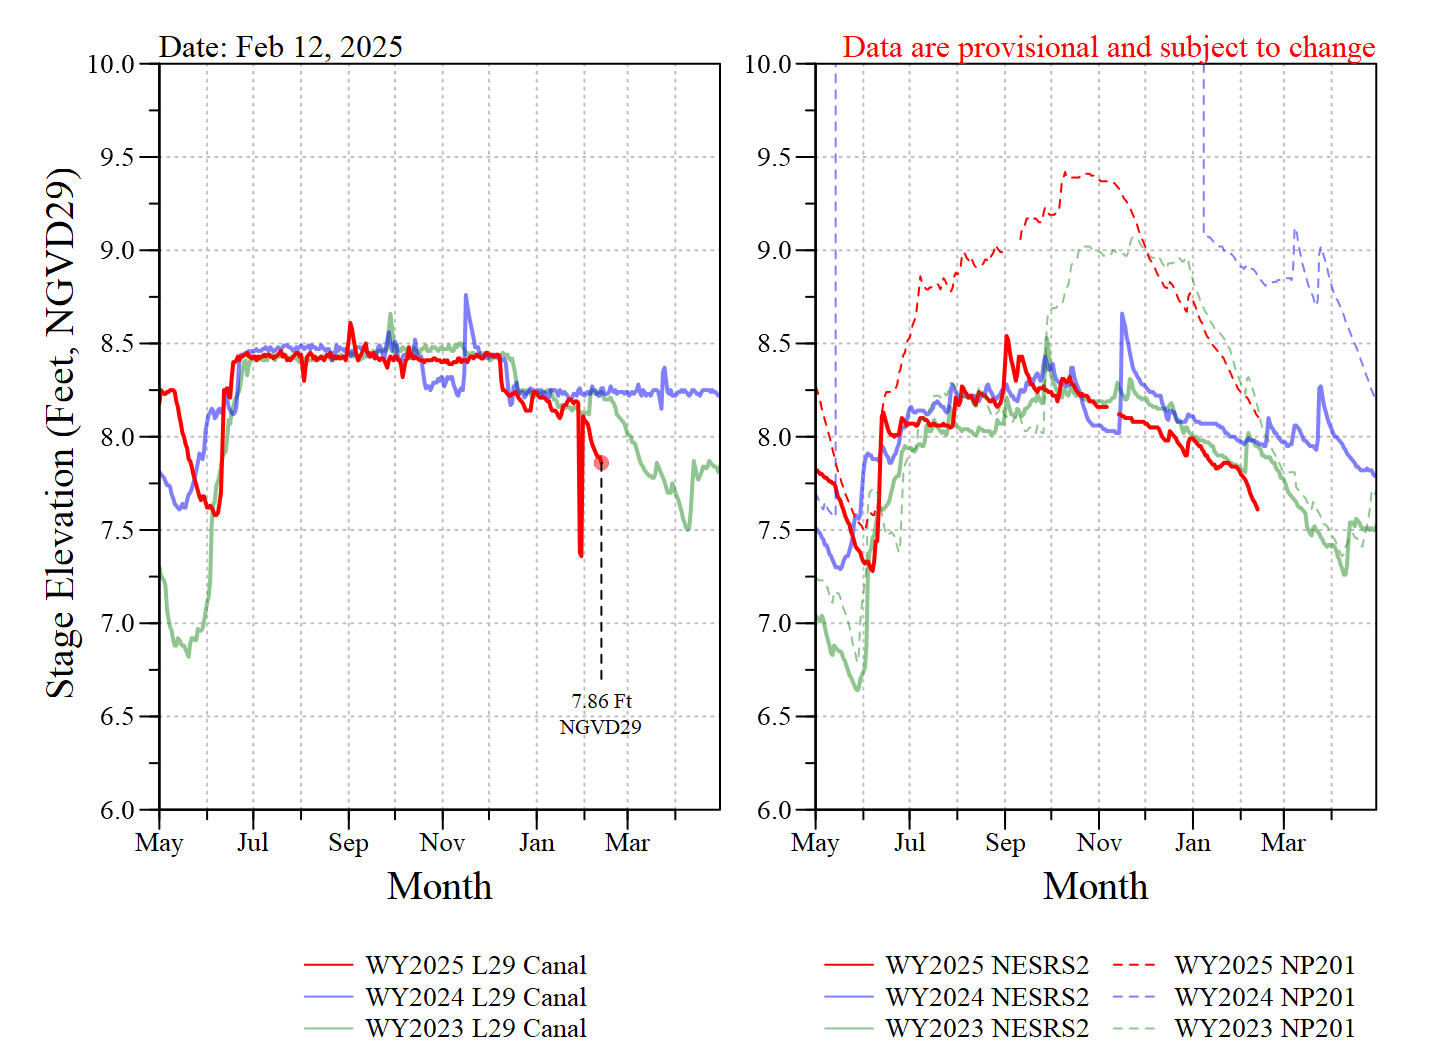 Date: Feb 12, 2025
Data are provisional and subject to change
Stage Elevation (Feet, NGVD29)
10.0
9.5
9.0
8.5
8.0
7.5
7.0
6.5
6.0
May Jul Sep Nov Jan Mar
Month
7.86 Ft
NGVD29
10.0
9.5
9.0
8.5
8.0
7.5
7.0
6.5
6.0
May Jul Sep Nov Jan Mar
Month
WY2025 L29 Canal
WY2024 L29 Canal
WY2023 L29 Canal
WY2025 NESRS2 WY2025 NP201
WY2024 NESRS2 WY2024 NP201
WY2023 NESRS2 WY2023 NP201